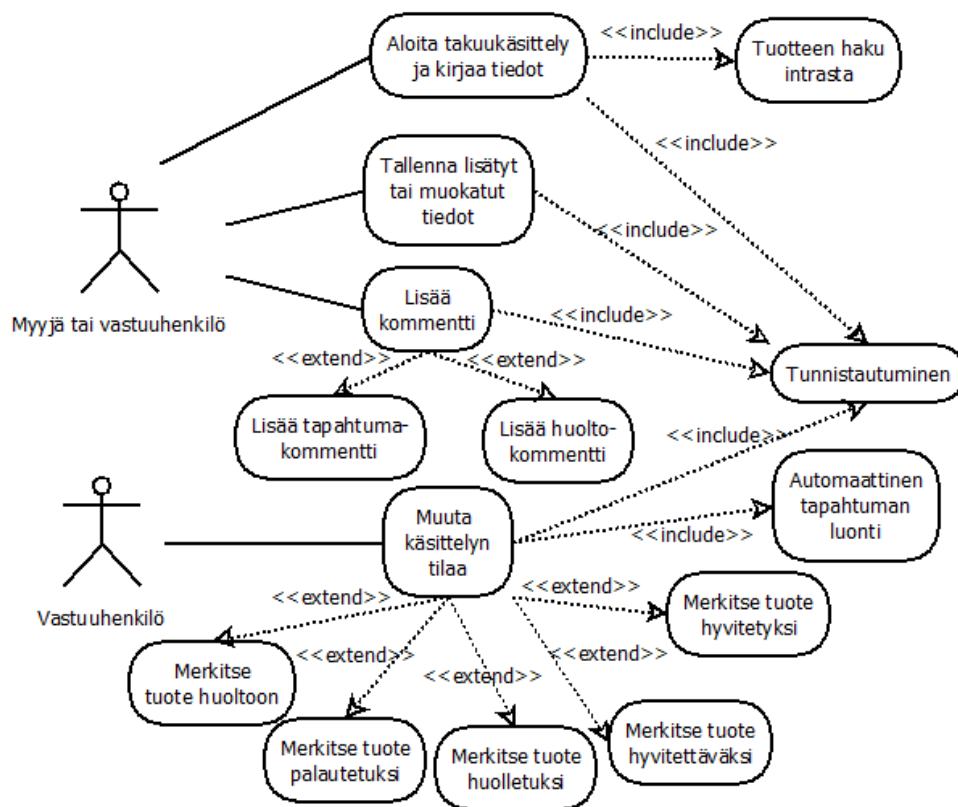 Aloita takuukäsittely
ja kirjaa tiedot
<<include>>
Tuotteen haku
intrasta
<<include>>
Tallenna lisätyt
tai muokatut
tiedot
<<include>>
Myyjä tai vastuuhenkilö
Lisää
kommentti
<<include>>
<<extend>>
<<extend>>
Tunnistautuminen
Lisää tapahtuma-
kommentti
Lisää huolto-
kommentti
<<include>>
Vastuuhenkilö
Muuta
käsittelyn
tilaa
<<include>>
Automaattinen
tapahtuman
luonti
<<extend>>
<<extend>>
Merkitse tuote
hyvitetyksi
<<extend>>
<<extend>>
<<extend>>
Merkitse
tuote huoltoon
Merkitse tuote
palautetuksi
Merkitse tuote
huolletuksi
Merkitse tuote
hyvitettäväksi